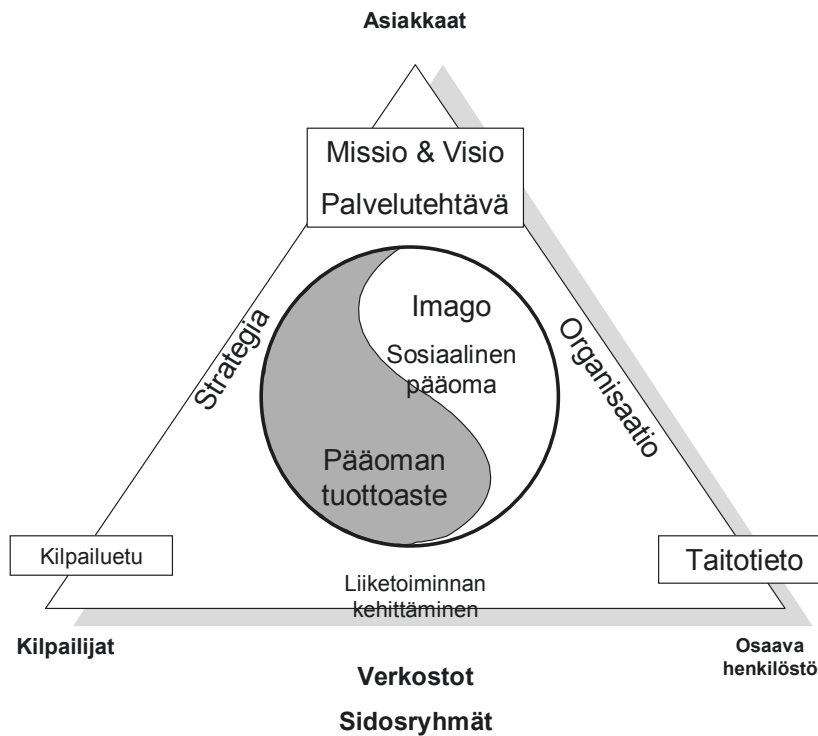 Asiakkaat
Missio & Visio
Palvelutehtävä
Strategia
Organisaatio
Imago
Sosiaalinen
pääoma
Pääoman
tuottoaste
Kilpailuetu
Taitotieto
Liiketoiminnan
kehittäminen
Kilpailijat
Osaava
henkilöstö
Verkostot
Sidosryhmät